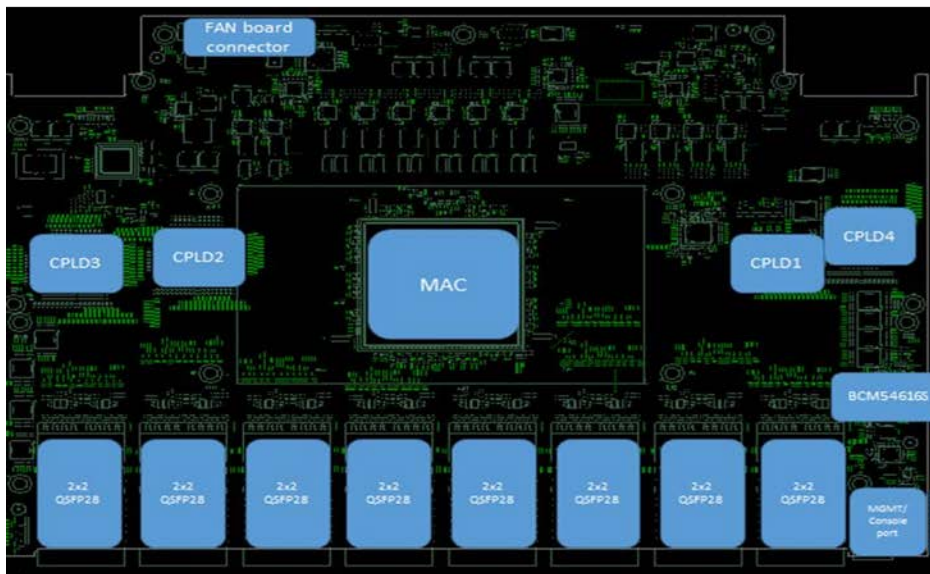 FAN board
connector
CPLD3
CPLD2
MAC
CPLD1
CPLD4
BCM54616S
2x2
QSFP28
2x2
QSFP28
2x2
QSFP28
2x2
QSFP28
2x2
QSFP28
2x2
QSFP28
2x2
QSFP28
2x2
QSFP28
MGMT/
Console
port